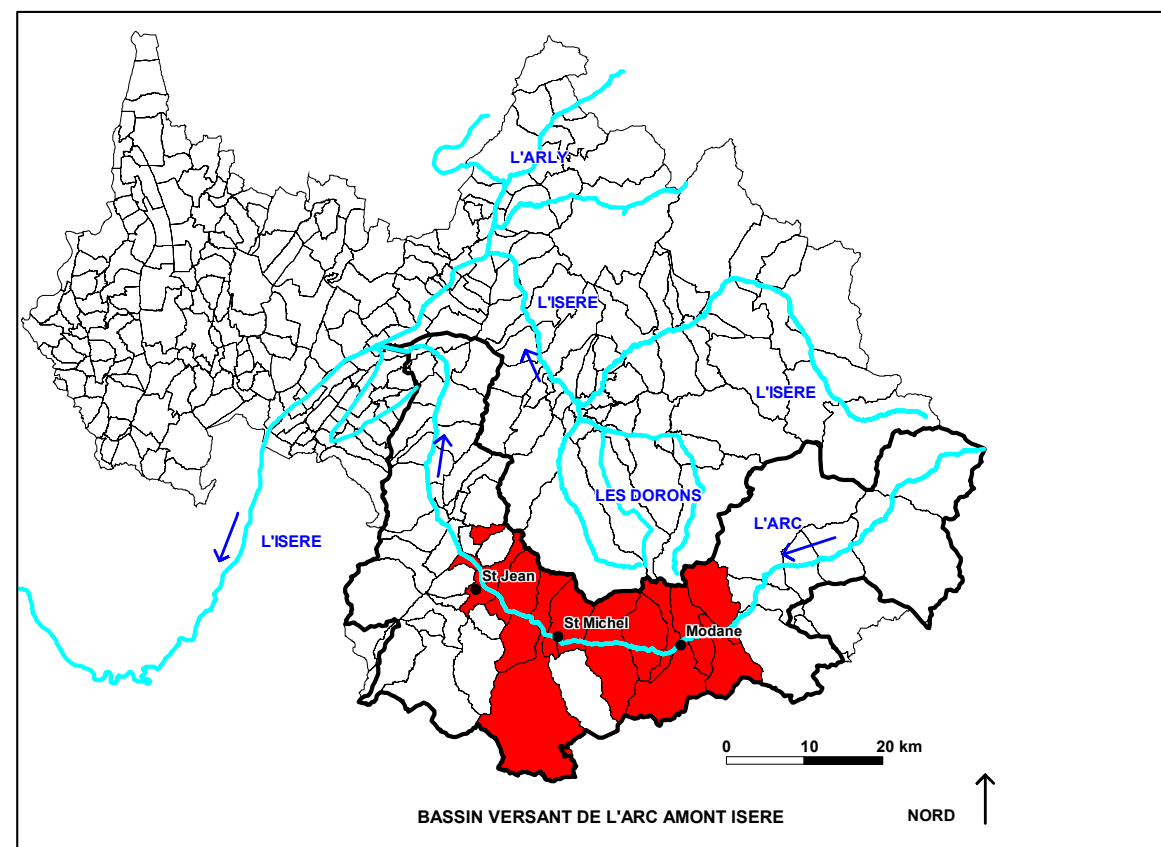 L'ARLY
L'ISERE
L'ISERE
LES DORONS
L'ARC
L'ISERE
St Jean
St Michel
Modane
0 10 20 km
BASSIN VERSANT DE L'ARC AMONT ISERE
NORD